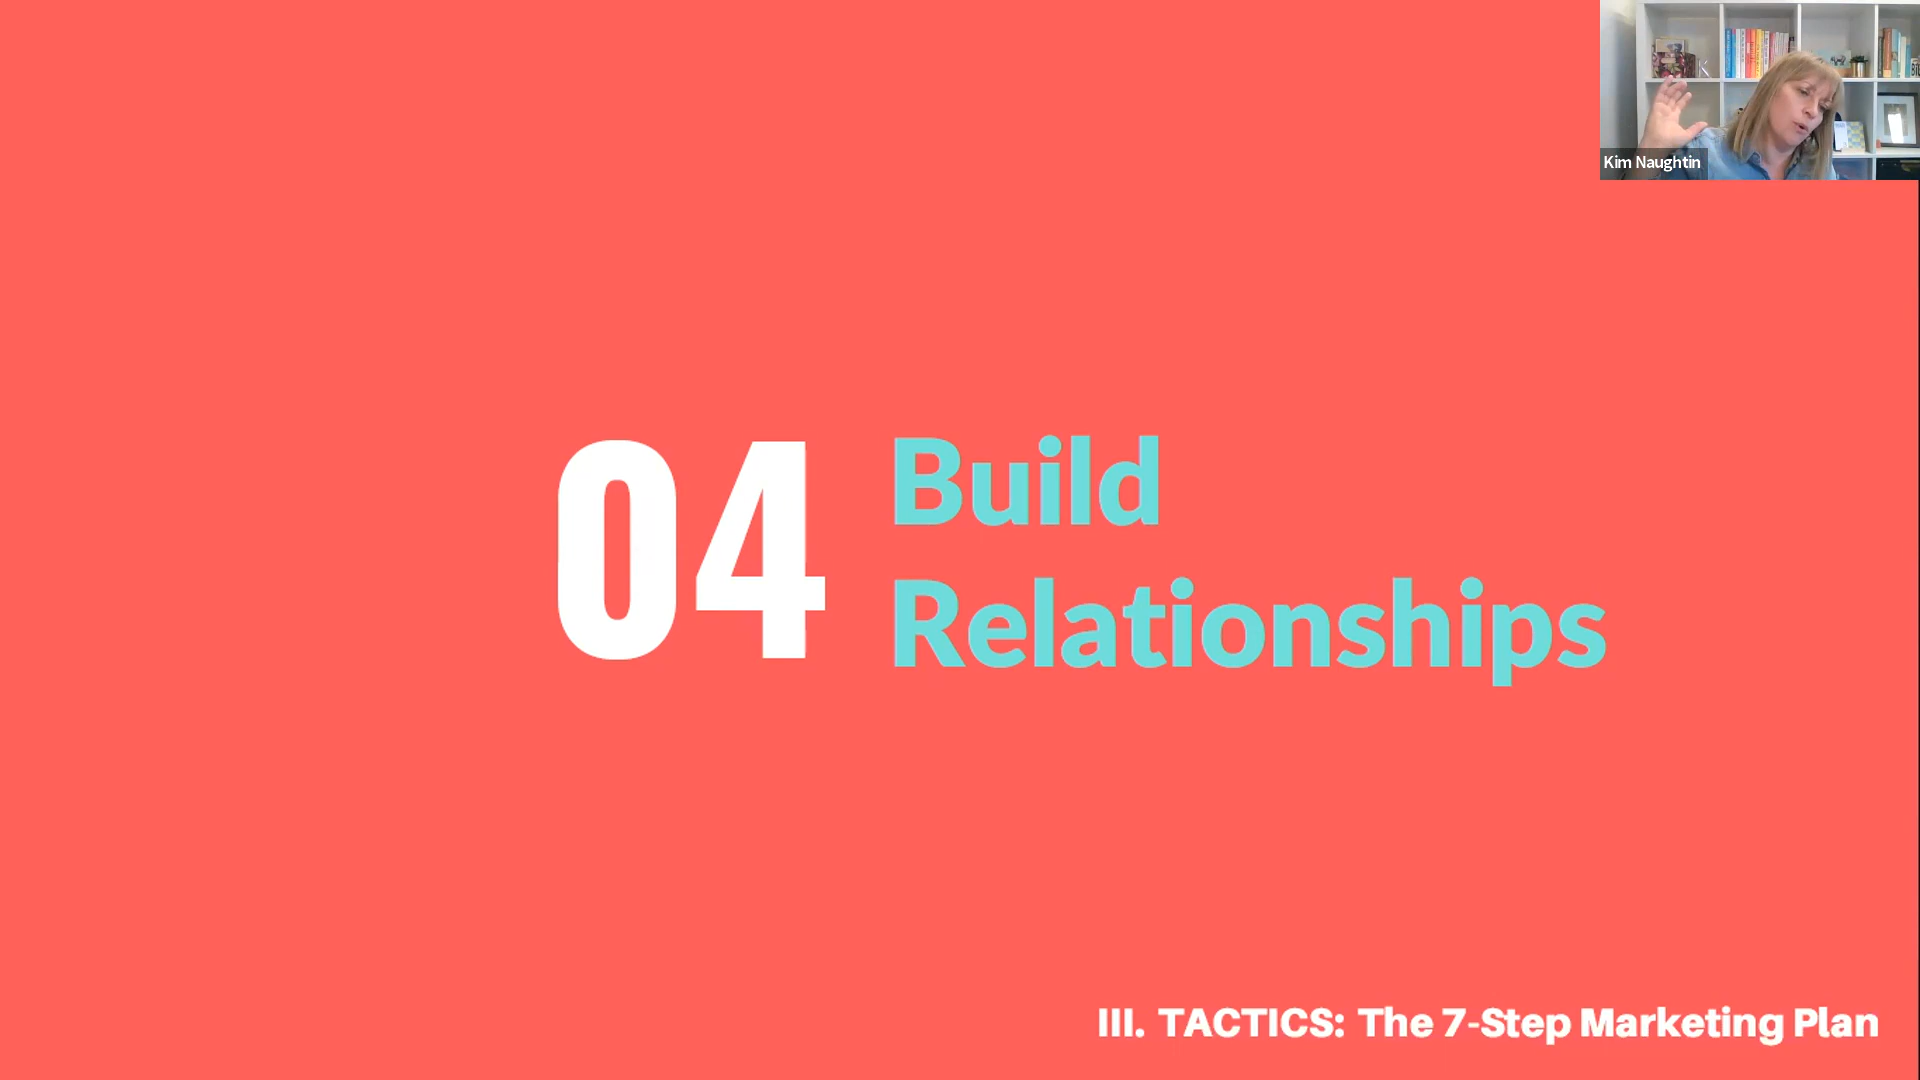 Kim Naughtin
04
Build
Relationships
III. TACTICS: The 7-Step Marketing Plan